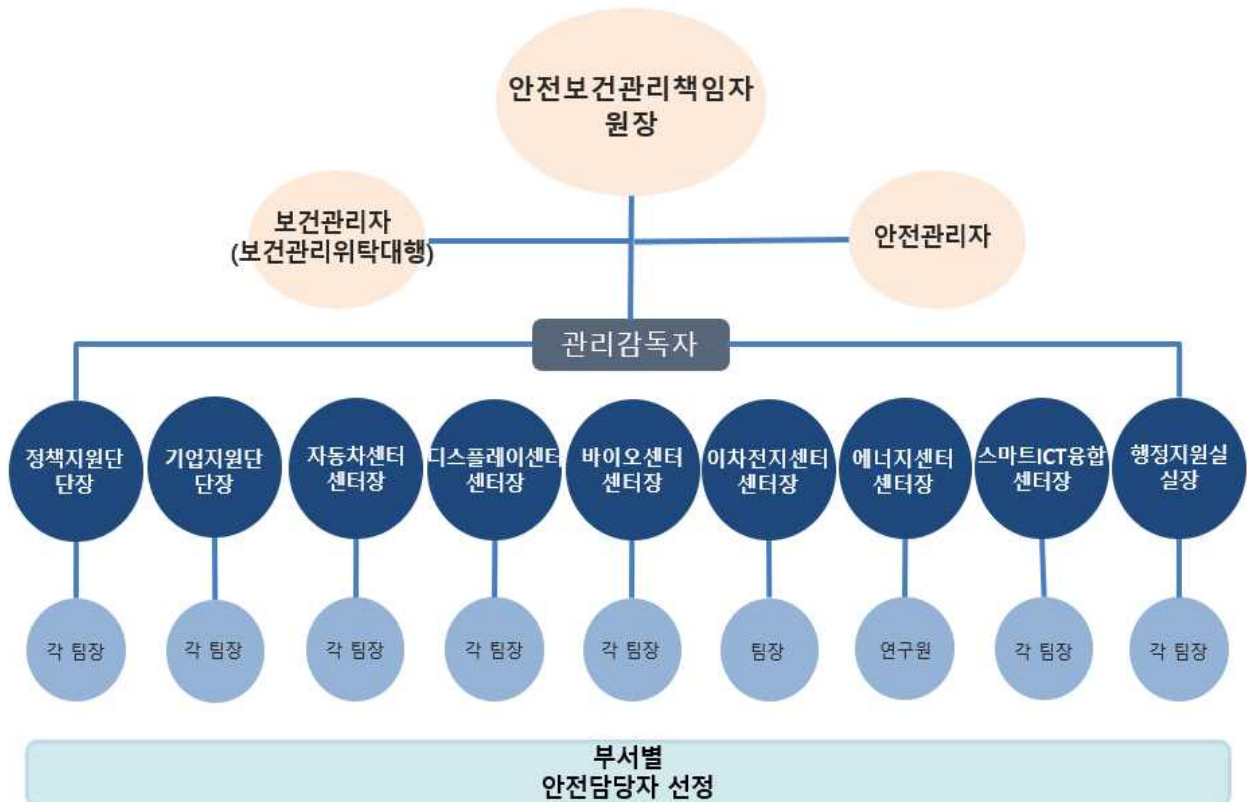 안전보건관리책임자
원장
보건관리자
(보건관리위탁대행)
안전관리자
관리감독자
정책지원단
단장
기업지원단
단장
자동차센터
센터장
디스플레이센터
센터장
바이오센터
센터장
이차전지센터
센터장
에너지센터
센터장
스마트ICT융합
센터장
행정지원실
실장
각 팀장
각 팀장
각 팀장
각 팀장
각 팀장
팀장
연구원
각 팀장
각 팀장
부서별
안전담당자 선정